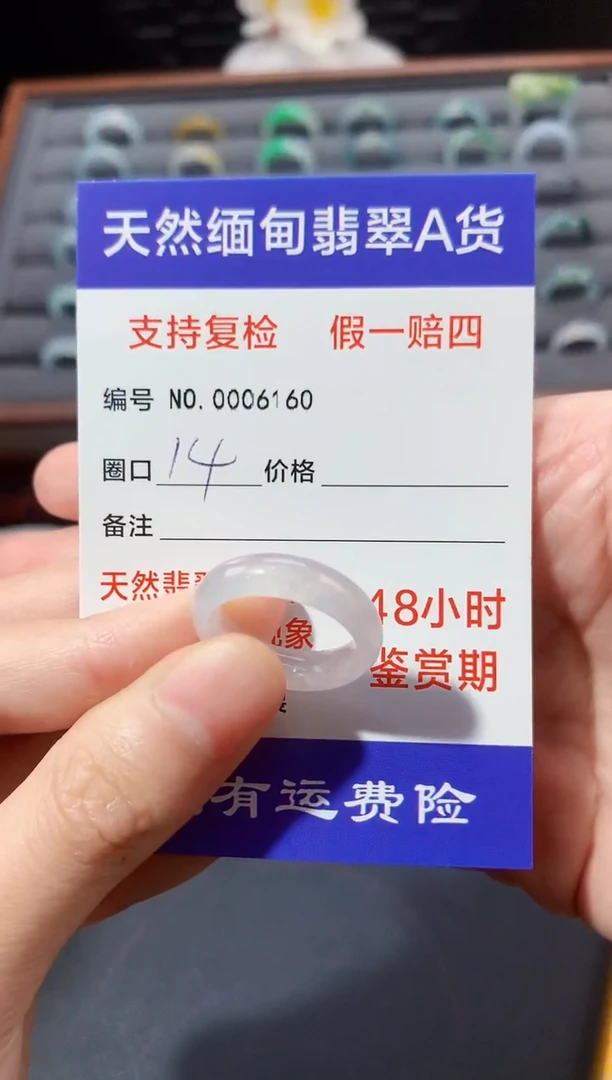 天然缅甸翡翠A货
支持复检 假一赔四
编号 NO.0006160
圈口 14 价格
备注
天然翡 48小时
象 鉴赏期
有运费险